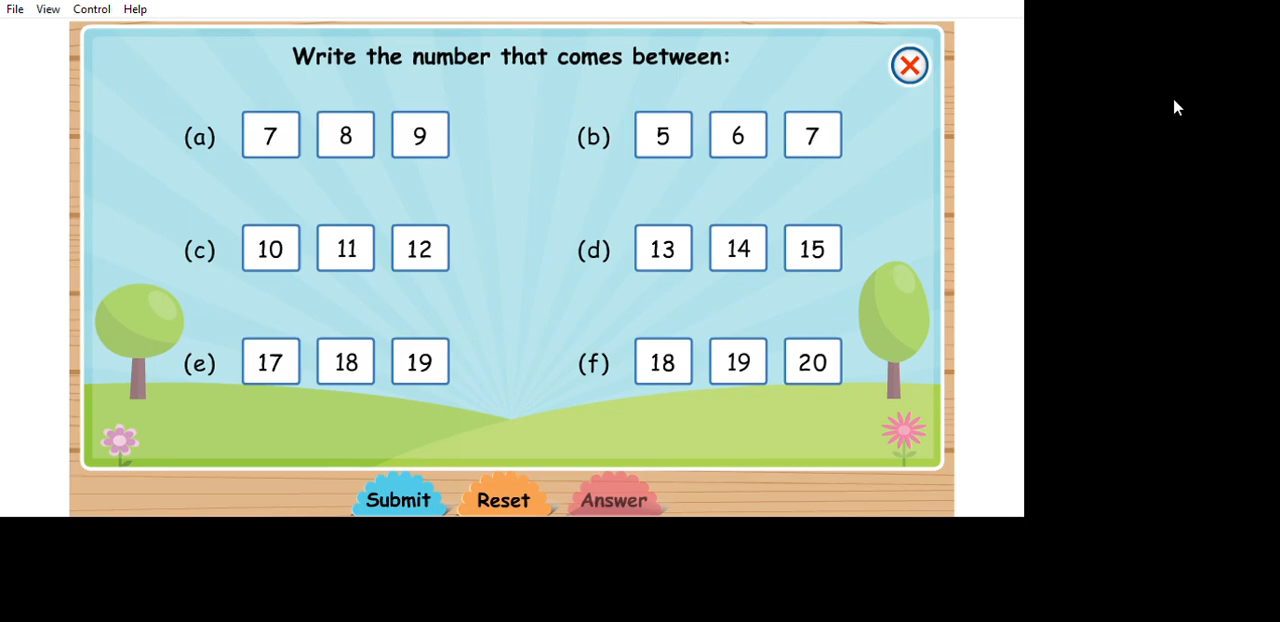 File View Control Help
Write the number that comes between:
(a) 7 8 9 (b) 5 6 7
(c) 10 11 12 (d) 13 14 15
(e) 17 18 19 (f) 18 19 20
Submit Reset Answer